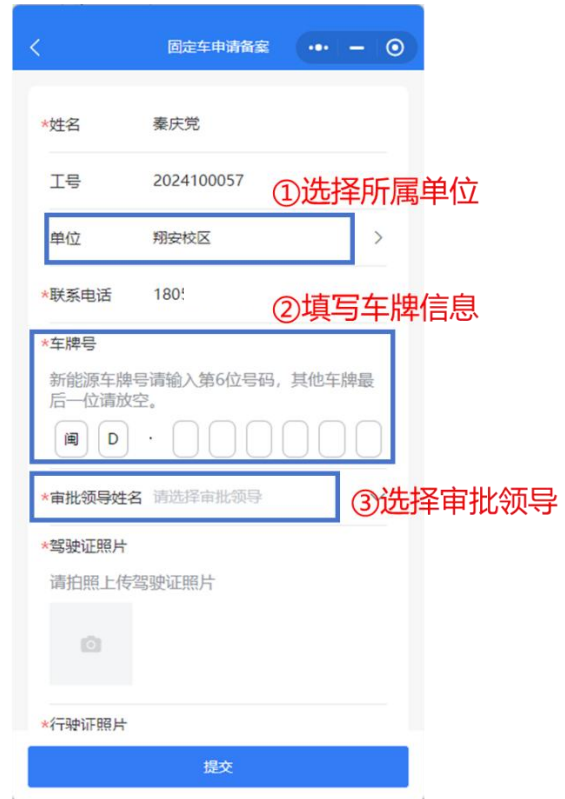 固定车申请备案
*姓名 秦庆党
工号 2024100057
①选择所属单位
单位 翔安校区
*联系电话 180
②填写车牌信息
*车牌号
新能源车牌号请输入第6位号码，其他车牌最
后一位请放空。
闽 D ·
*审批领导姓名 请选择审批领导
③选择审批领导
*驾驶证照片
请拍照上传驾驶证照片
*行驶证照片
提交